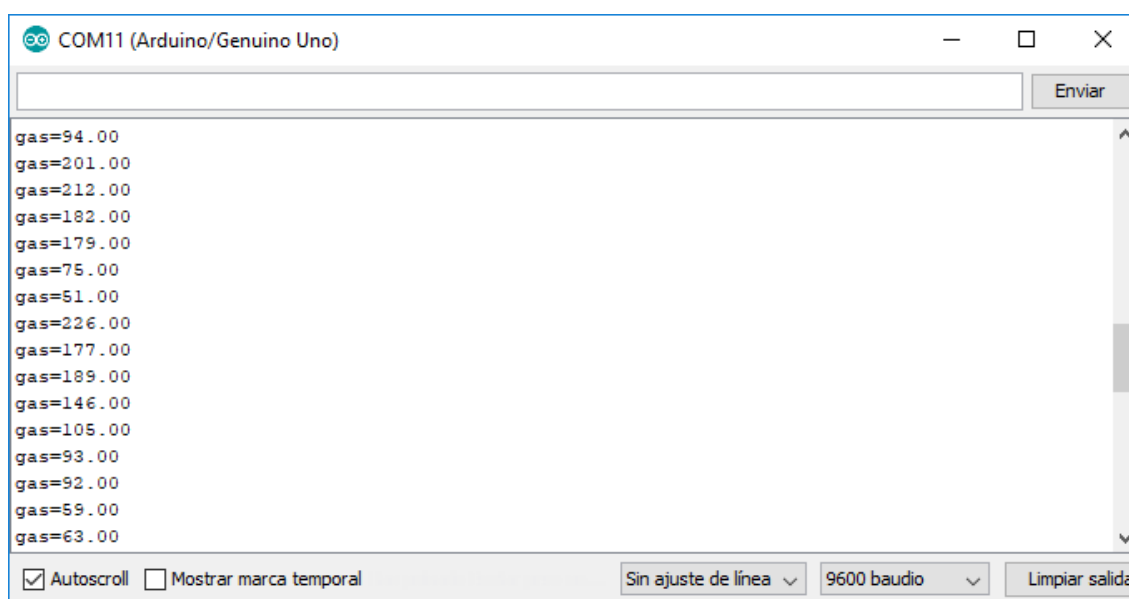 COM11 (Arduino/Genuino Uno)
Enviar
gas=94.00
gas=201.00
gas=212.00
gas=182.00
gas=179.00
gas=75.00
gas=51.00
gas=226.00
gas=177.00
gas=189.00
gas=146.00
gas=105.00
gas=93.00
gas=92.00
gas=59.00
gas=63.00
Autoscroll Mostrar marca temporal Sin ajuste de línea 9600 baudio Limpiar salida